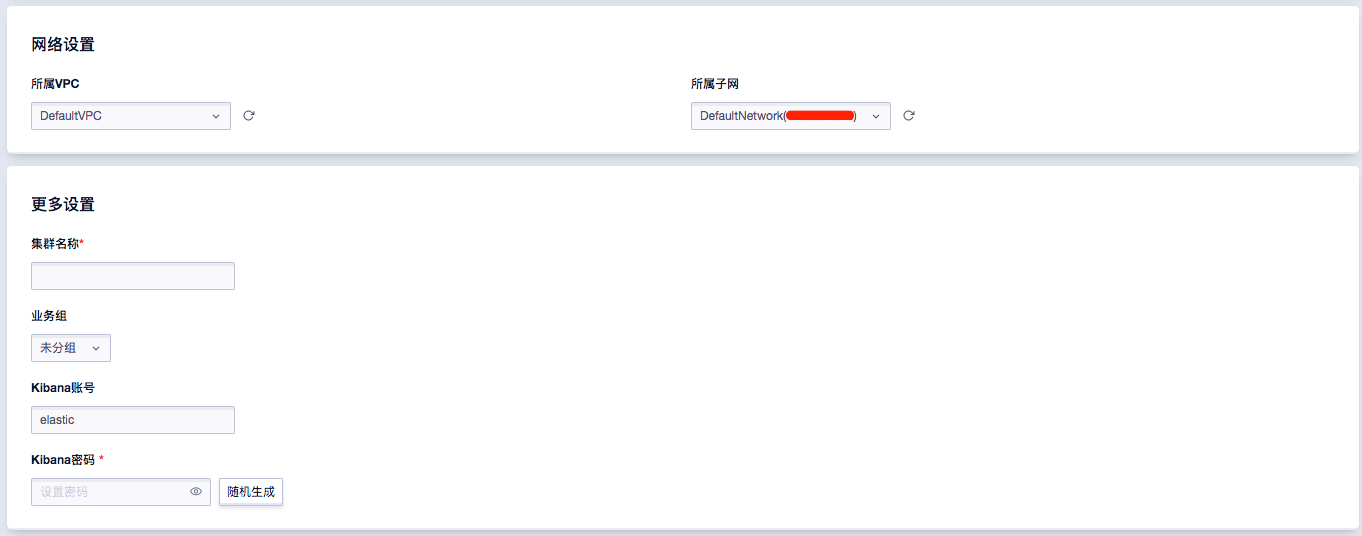 网络设置
所属VPC
所属子网
DefaultVPC
DefaultNetwork( )
更多设置
集群名称*
业务组
未分组
Kibana账号
elastic
Kibana密码 *
设置密码
随机生成